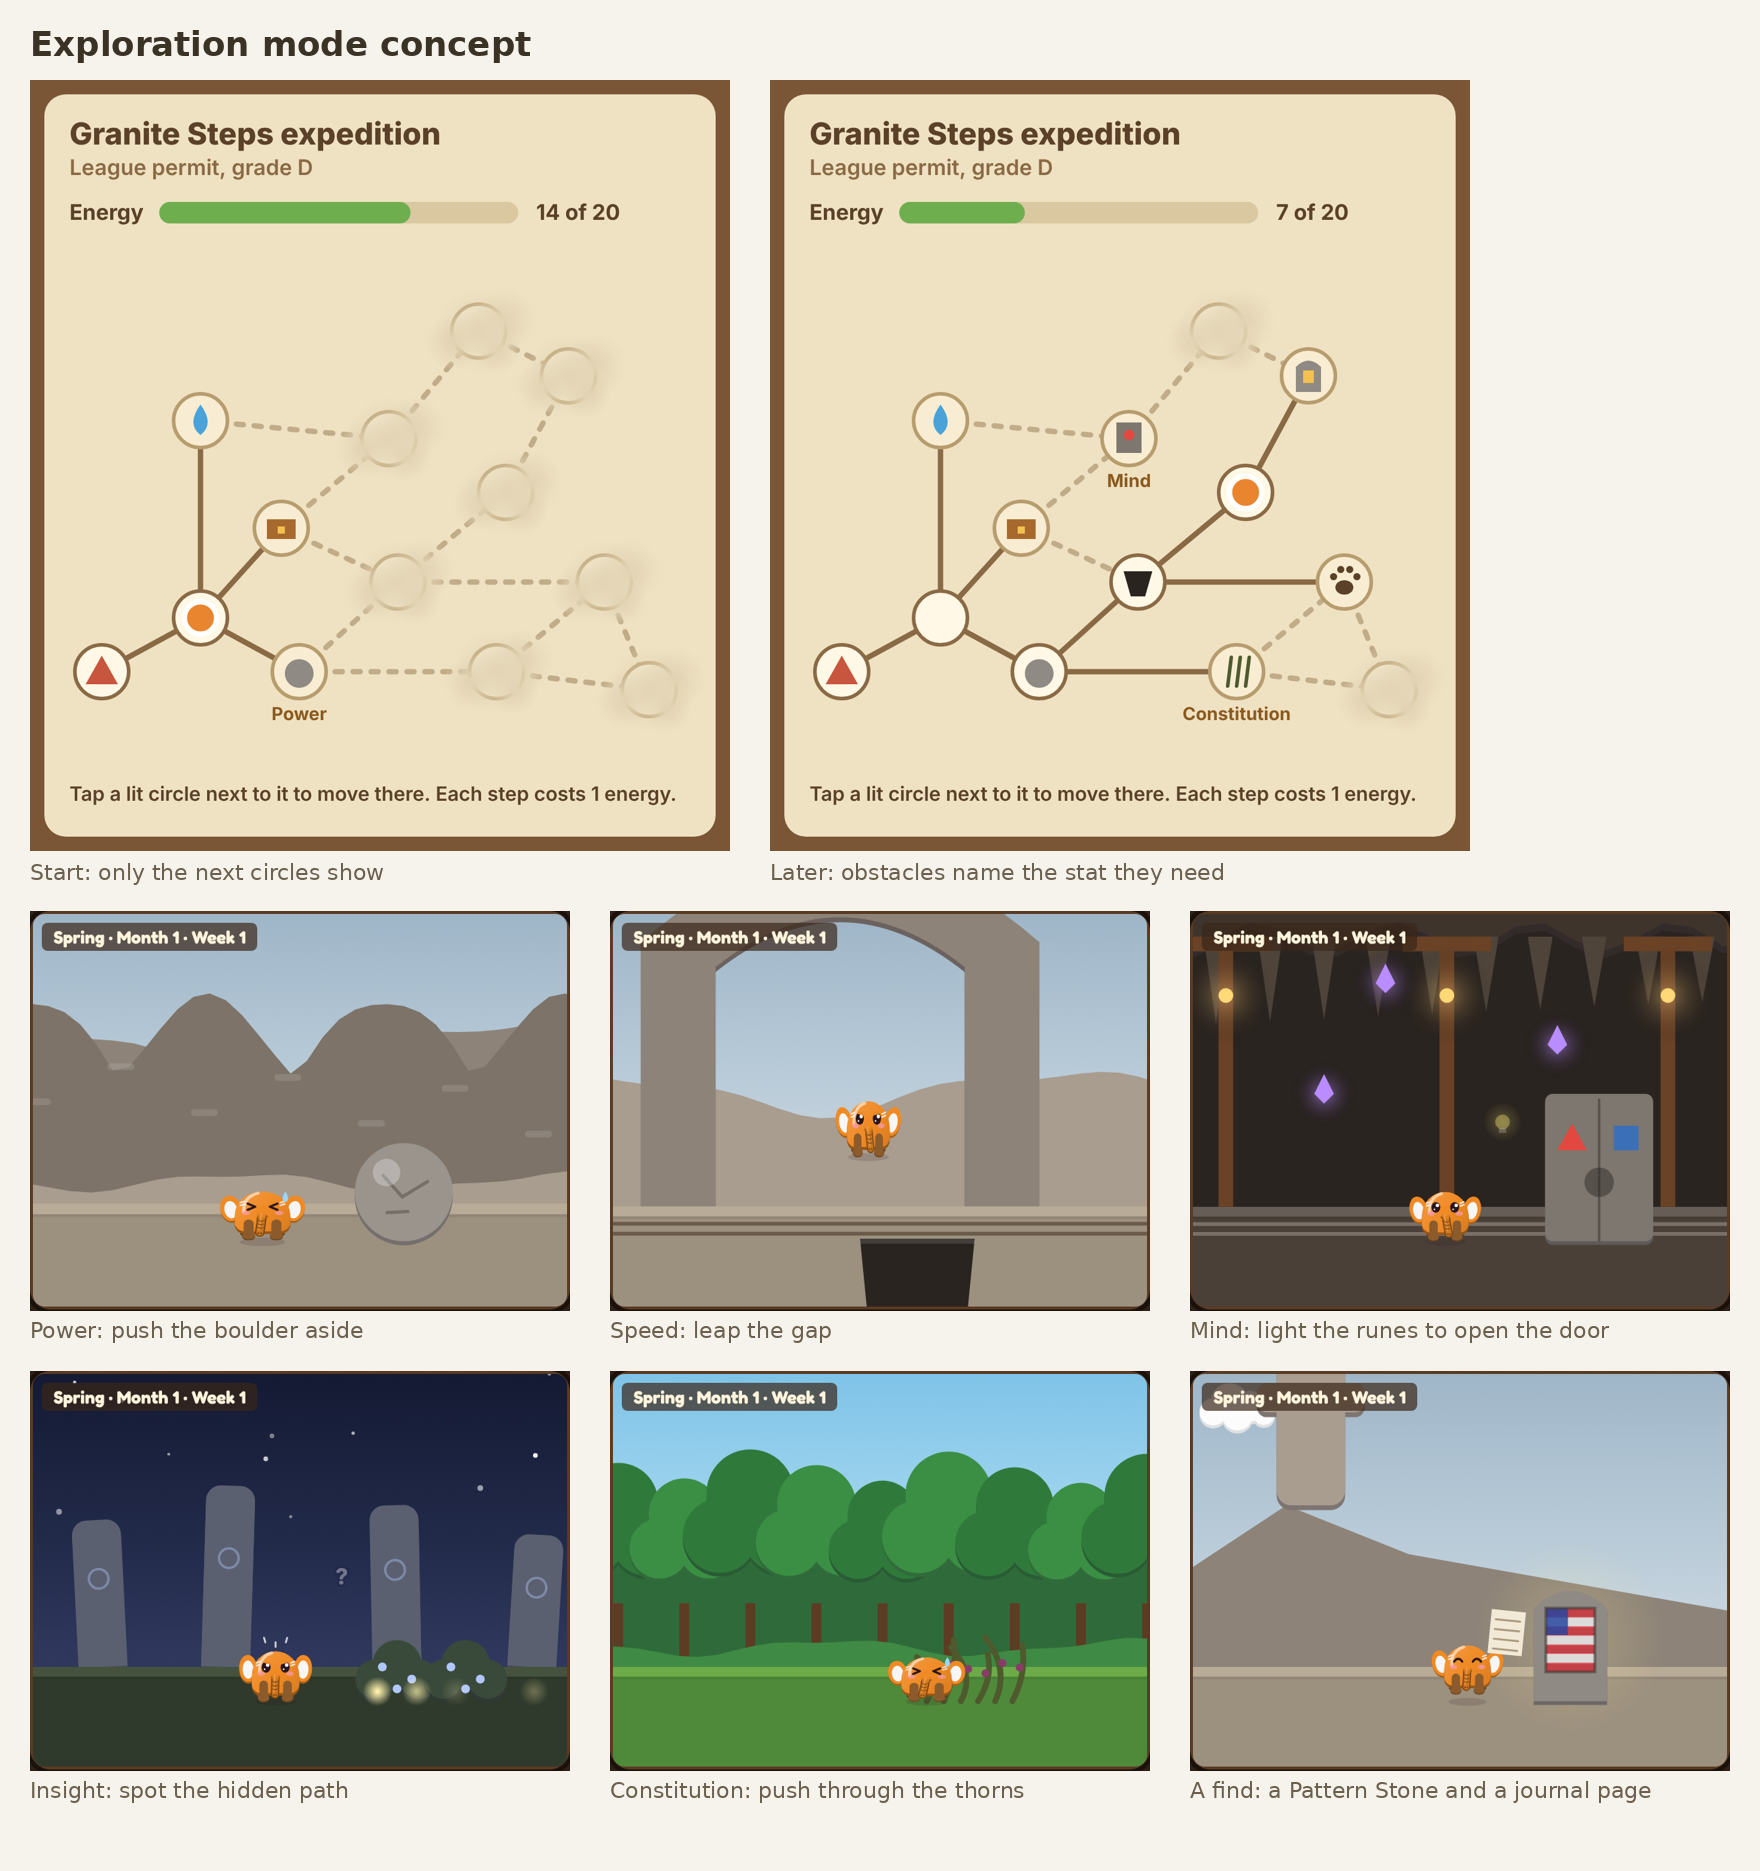 Exploration mode concept
Granite Steps expedition
League permit, grade D
Energy 14 of 20
Power
Tap a lit circle next to it to move there. Each step costs 1 energy.
Start: only the next circles show
Granite Steps expedition
League permit, grade D
Energy 7 of 20
Mind
Constitution
Tap a lit circle next to it to move there. Each step costs 1 energy.
Later: obstacles name the stat they need
Spring · Month 1 · Week 1
Power: push the boulder aside
Spring · Month 1 · Week 1
Speed: leap the gap
Spring · Month 1 · Week 1
Mind: light the runes to open the door
Spring · Month 1 · Week 1
?
Insight: spot the hidden path
Spring · Month 1 · Week 1
Constitution: push through the thorns
Spring · Month 1 · Week 1
A find: a Pattern Stone and a journal page